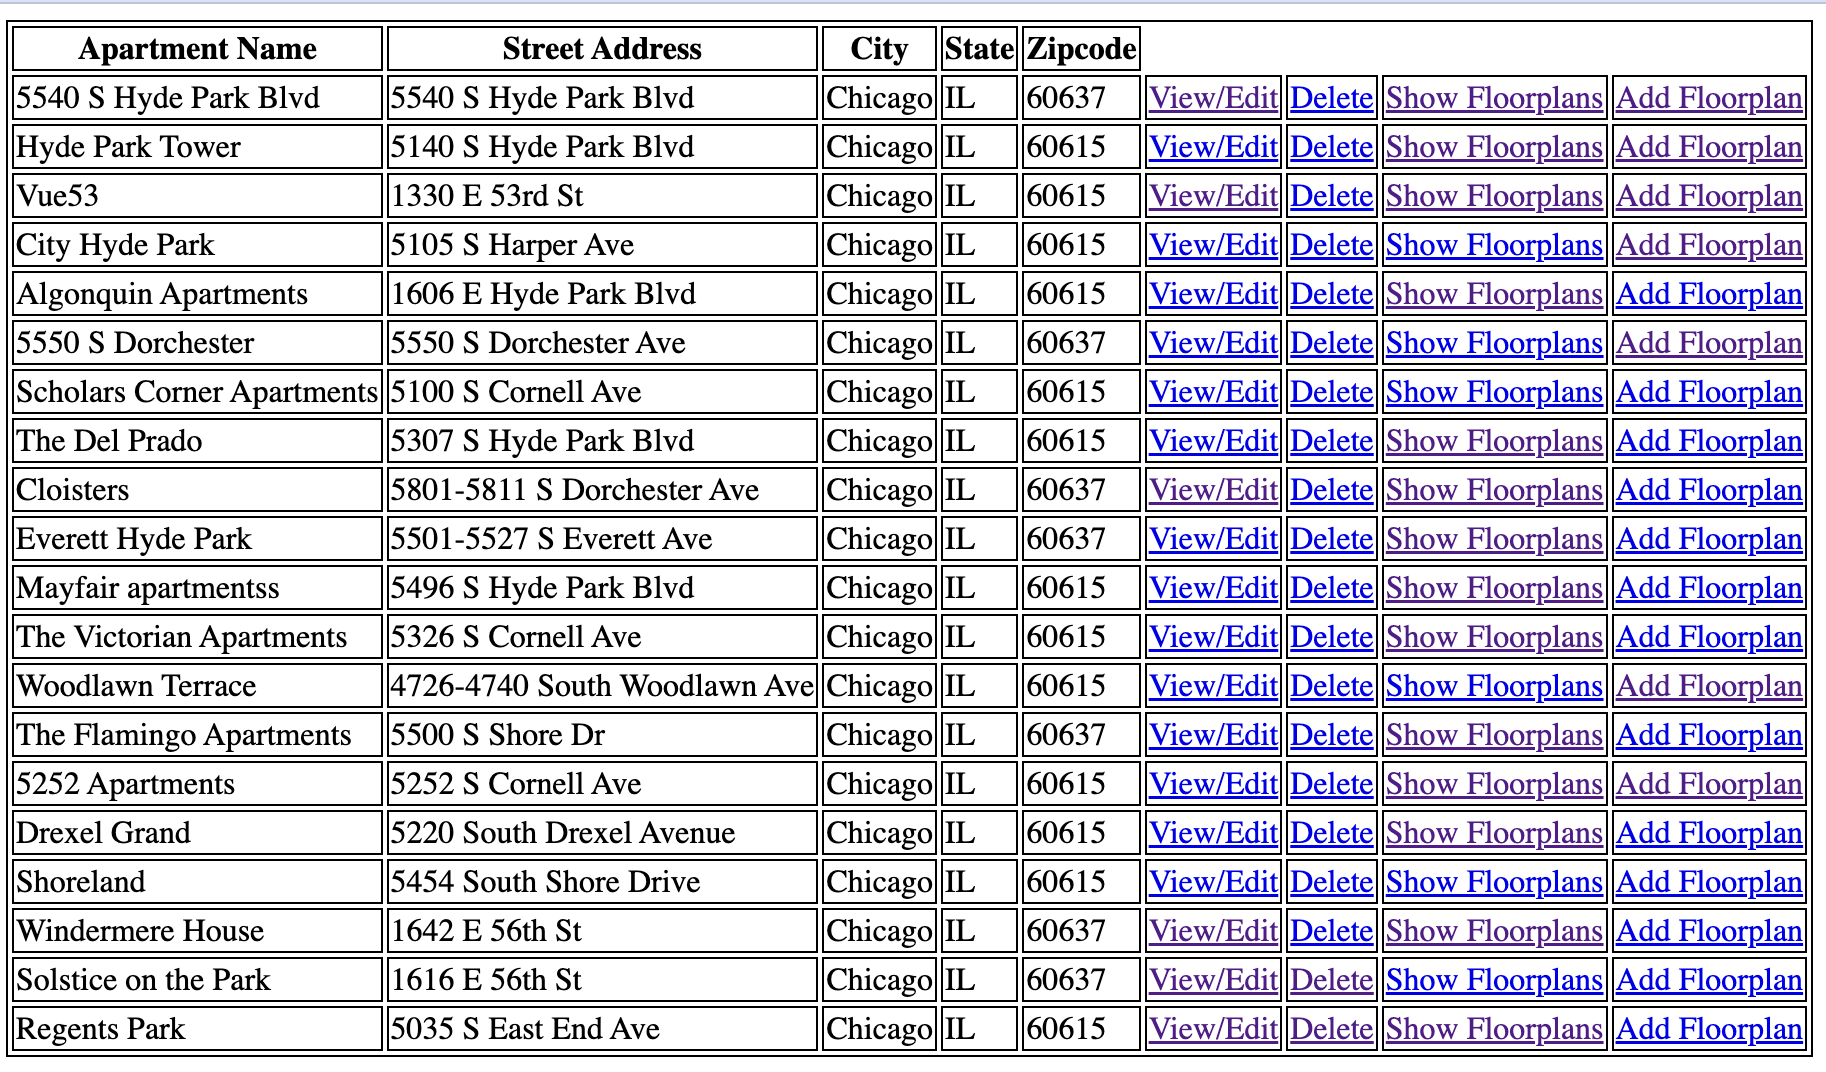 Apartment Name Street Address City State Zipcode
5540 S Hyde Park Blvd 5540 S Hyde Park Blvd Chicago IL 60637 View/Edit Delete Show Floorplans Add Floorplan
Hyde Park Tower 5140 S Hyde Park Blvd Chicago IL 60615 View/Edit Delete Show Floorplans Add Floorplan
Vue53 1330 E 53rd St Chicago IL 60615 View/Edit Delete Show Floorplans Add Floorplan
City Hyde Park 5105 S Harper Ave Chicago IL 60615 View/Edit Delete Show Floorplans Add Floorplan
Algonquin Apartments 1606 E Hyde Park Blvd Chicago IL 60615 View/Edit Delete Show Floorplans Add Floorplan
5550 S Dorchester 5550 S Dorchester Ave Chicago IL 60637 View/Edit Delete Show Floorplans Add Floorplan
Scholars Corner Apartments 5100 S Cornell Ave Chicago IL 60615 View/Edit Delete Show Floorplans Add Floorplan
The Del Prado 5307 S Hyde Park Blvd Chicago IL 60615 View/Edit Delete Show Floorplans Add Floorplan
Cloisters 5801-5811 S Dorchester Ave Chicago IL 60637 View/Edit Delete Show Floorplans Add Floorplan
Everett Hyde Park 5501-5527 S Everett Ave Chicago IL 60637 View/Edit Delete Show Floorplans Add Floorplan
Mayfair apartmentss 5496 S Hyde Park Blvd Chicago IL 60615 View/Edit Delete Show Floorplans Add Floorplan
The Victorian Apartments 5326 S Cornell Ave Chicago IL 60615 View/Edit Delete Show Floorplans Add Floorplan
Woodlawn Terrace 4726-4740 South Woodlawn Ave Chicago IL 60615 View/Edit Delete Show Floorplans Add Floorplan
The Flamingo Apartments 5500 S Shore Dr Chicago IL 60637 View/Edit Delete Show Floorplans Add Floorplan
5252 Apartments 5252 S Cornell Ave Chicago IL 60615 View/Edit Delete Show Floorplans Add Floorplan
Drexel Grand 5220 South Drexel Avenue Chicago IL 60615 View/Edit Delete Show Floorplans Add Floorplan
Shoreland 5454 South Shore Drive Chicago IL 60615 View/Edit Delete Show Floorplans Add Floorplan
Windermere House 1642 E 56th St Chicago IL 60637 View/Edit Delete Show Floorplans Add Floorplan
Solstice on the Park 1616 E 56th St Chicago IL 60637 View/Edit Delete Show Floorplans Add Floorplan
Regents Park 5035 S East End Ave Chicago IL 60615 View/Edit Delete Show Floorplans Add Floorplan